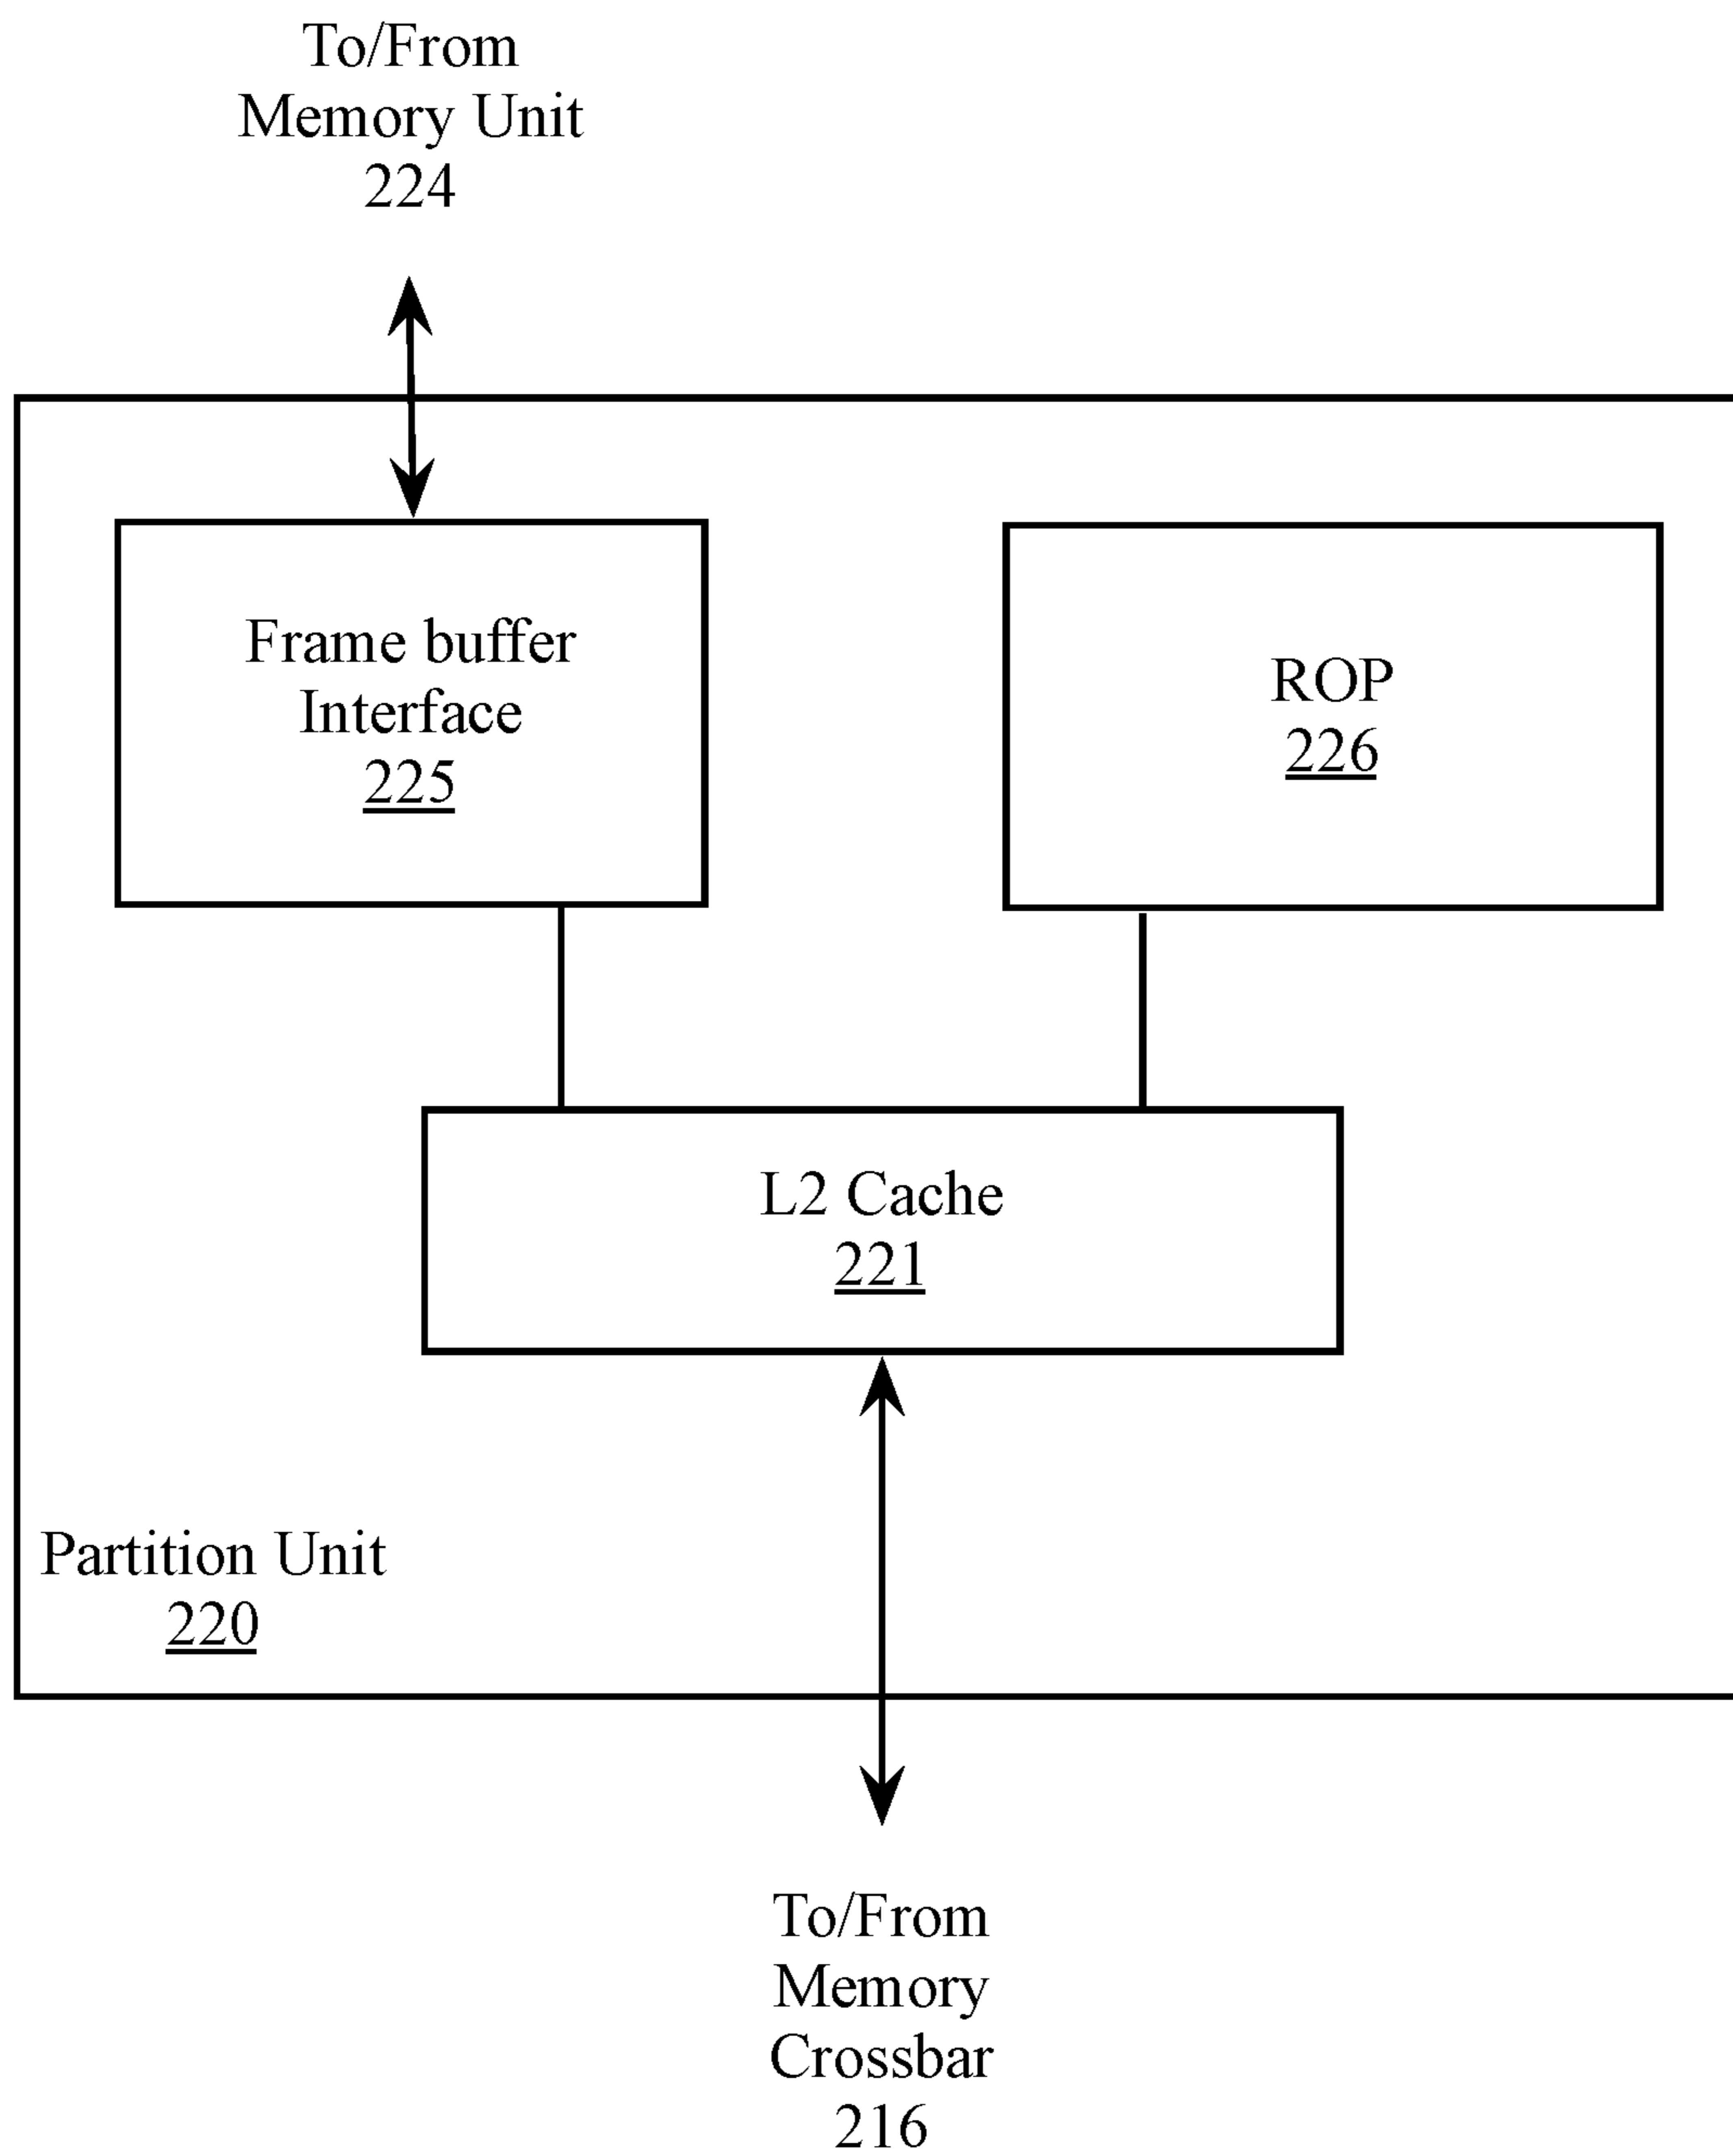 To/From
Memory Unit
224
Frame buffer
Interface
225
ROP
226
L2 Cache
221
Partition Unit
220
To/From
Memory
Crossbar
216